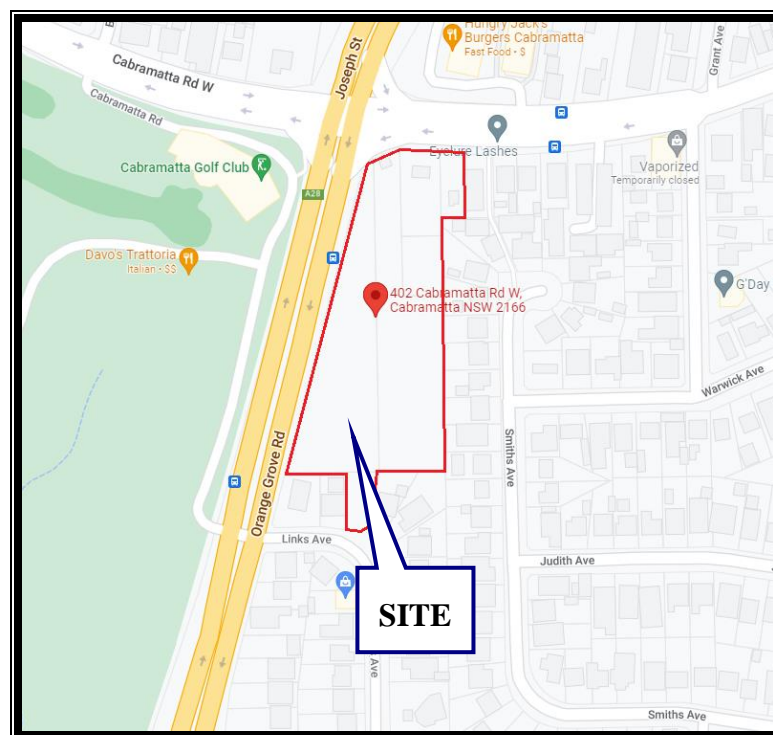 Hungry Jack's
Burgers Cabramatta
Fast Food · $
Grant Ave
Joseph St
Cabramatta Rd W
Cabramatta Rd
Eyelure Lashes
Vaporized
Temporarily closed
Cabramatta Golf Club
A28
Davo's Trattoria
Italian · $$
402 Cabramatta Rd W,
Cabramatta NSW 2166
G'Day
Warwick Ave
Smiths Ave
Orange Grove Rd
Links Ave
Judith Ave
SITE
Ave
Smiths Ave